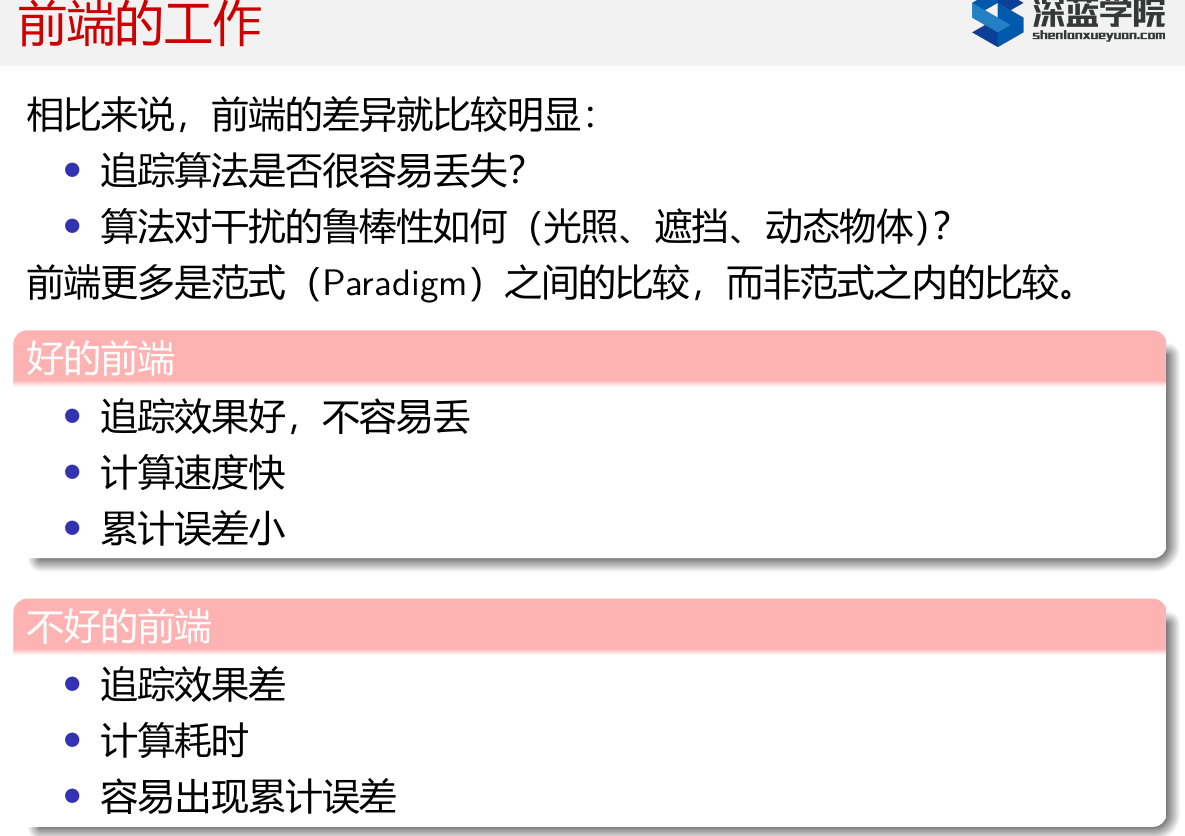 前端的工作
深蓝学院
shenlanxueyuan.com
相比来说，前端的差异就比较明显：
• 追踪算法是否很容易丢失？
• 算法对干扰的鲁棒性如何（光照、遮挡、动态物体）？
前端更多是范式（Paradigm）之间的比较，而非范式之内的比较。
好的前端
• 追踪效果好，不容易丢
• 计算速度快
• 累计误差小
不好的前端
• 追踪效果差
• 计算耗时
• 容易出现累计误差